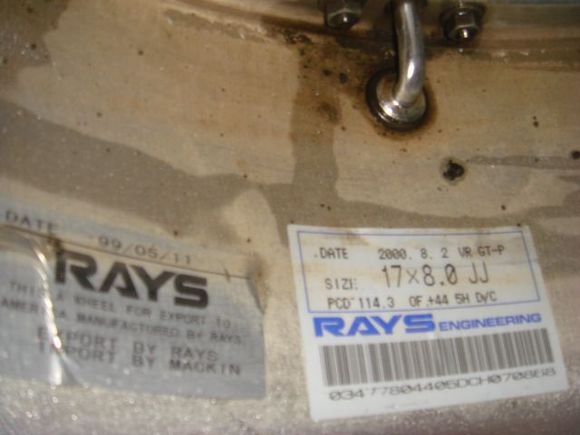 DATE 99/05/11
RAYS
THIS A WHEEL FOR EXPORT TO
AMERICA MANUFACTURED BY RAYS
EXPORT BY RAYS
IMPORT BY MACKIN
DATE 2000. 8. 2 VR GT-P
SIZE 17×8.0 JJ
PCD 114.3 OF.+44 5H D/C
RAYS ENGINEERING